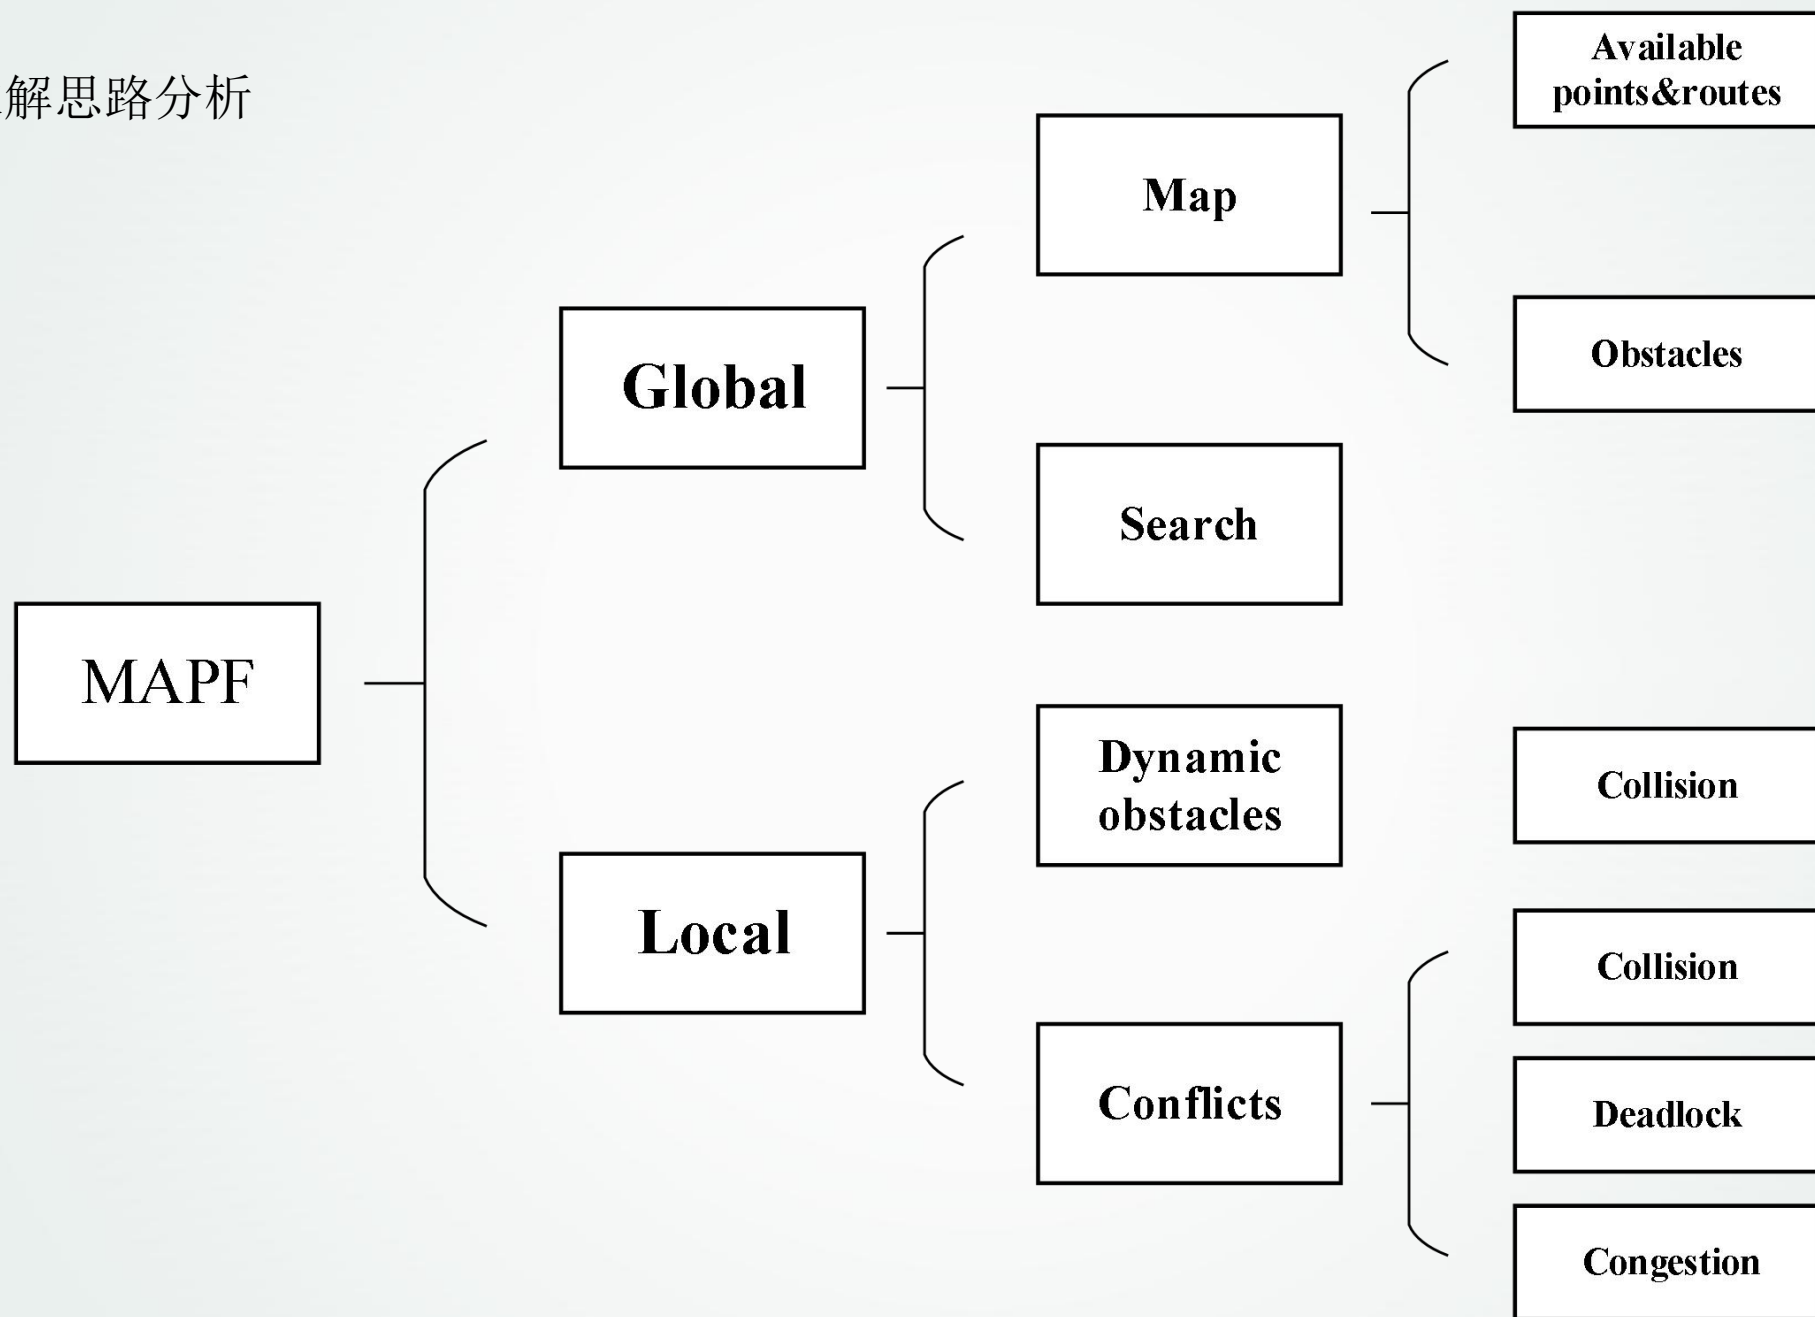 解思路分析
Available
points&routes
Map
Obstacles
Global
Search
MAPF
Dynamic
obstacles
Collision
Local
Collision
Conflicts
Deadlock
Congestion